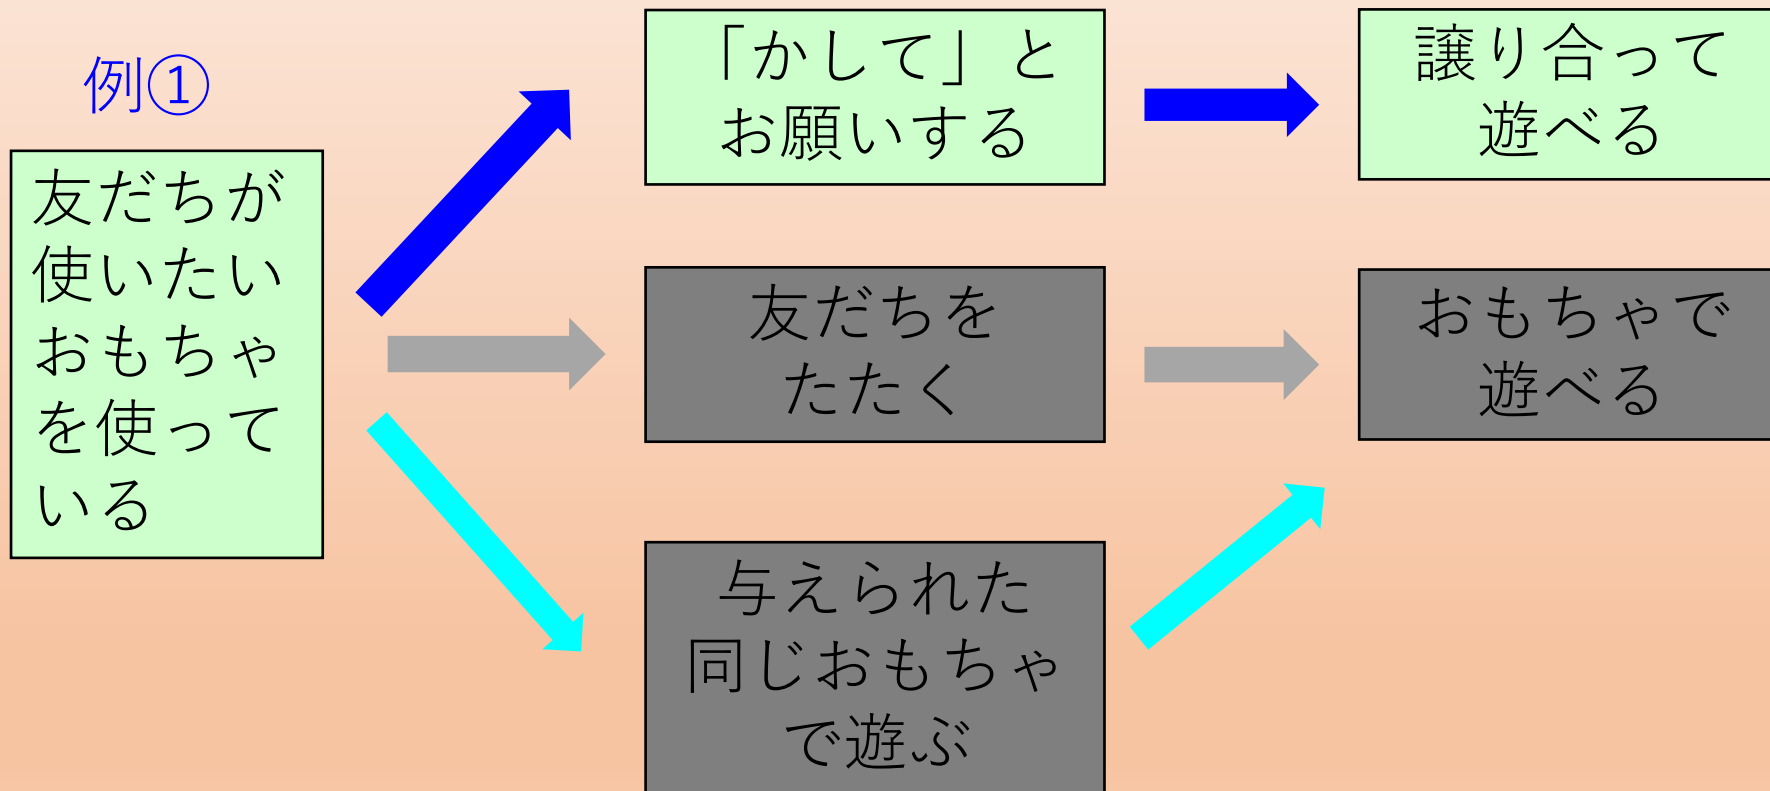 例①
友だちが
使いたい
おもちゃ
を使って
いる
「かして」と
お願いする
譲り合って
遊べる
友だちを
たたく
おもちゃで
遊べる
与えられた
同じおもちゃ
で遊ぶ